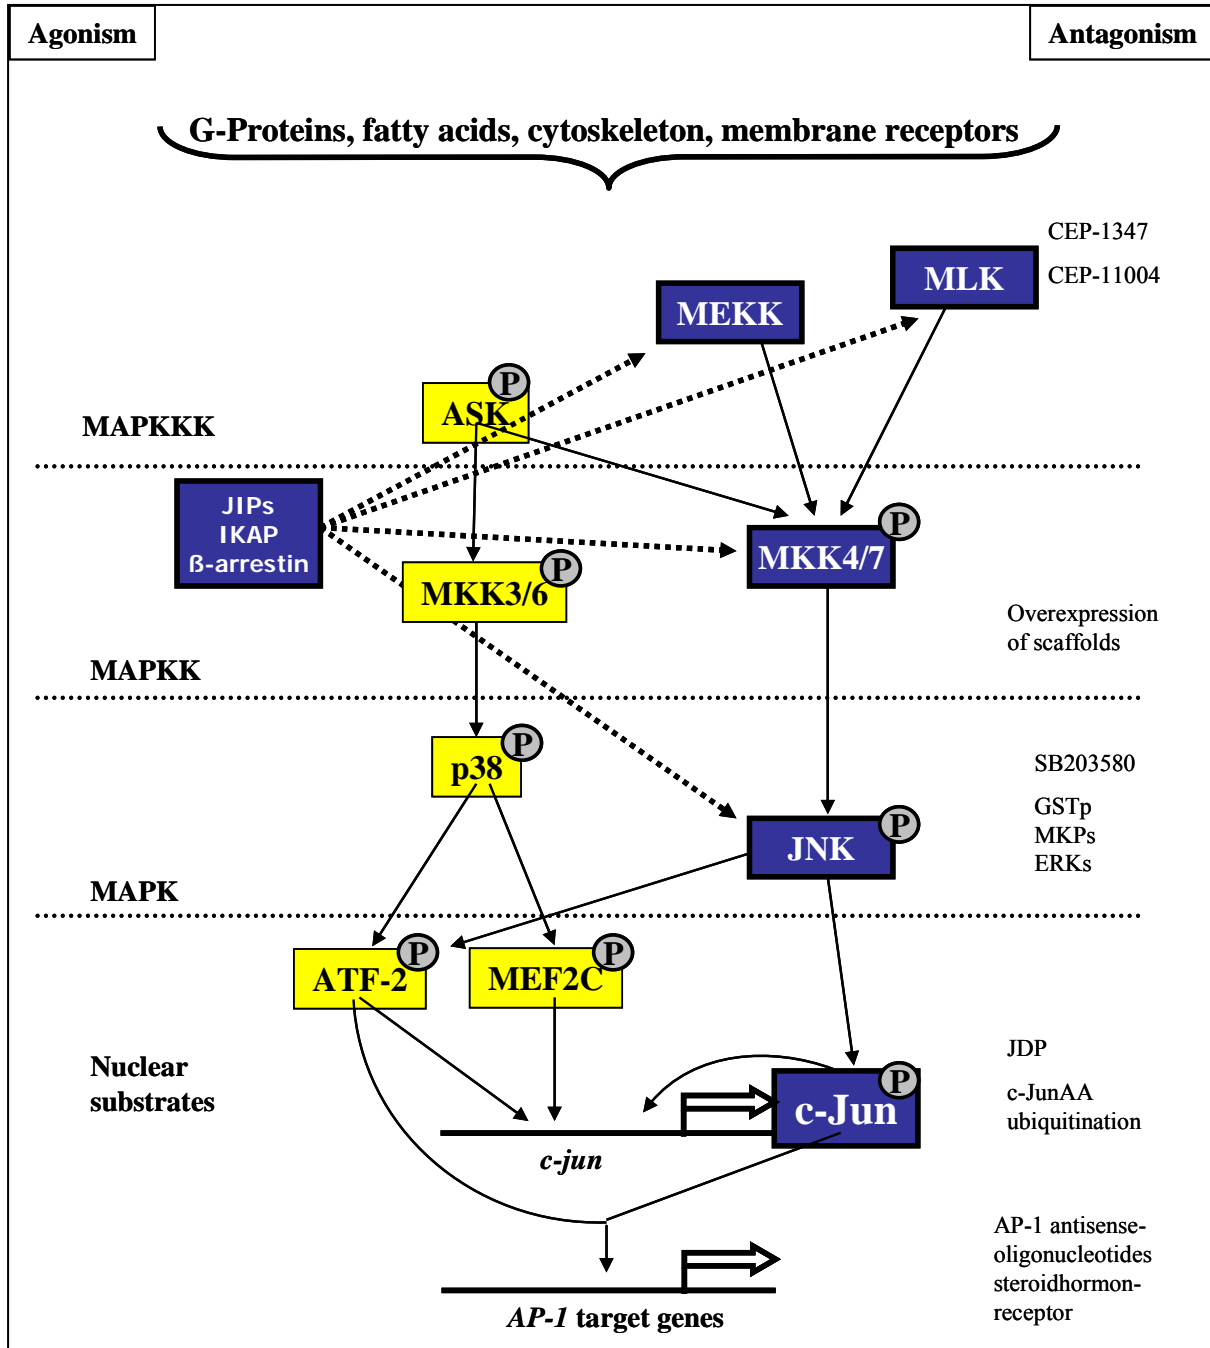 Agonism
Antagonism
G-Proteins, fatty acids, cytoskeleton, membrane receptors
CEP-1347
MLK
CEP-11004
MEKK
P
ASK
MAPKKK
JIPs
IKAP
ß-arrestin
P
MKK4/7
P
MKK3/6
Overexpression
of scaffolds
MAPKK
P
p38
SB203580
GSTp
MKPs
ERKs
P
JNK
MAPK
P
ATF-2
P
MEF2C
Nuclear
substrates
JDP
c-JunAA
ubiquitination
P
c-Jun
c-jun
AP-1 antisense-
oligonucleotides
steroidhormon-
receptor
AP-1 target genes